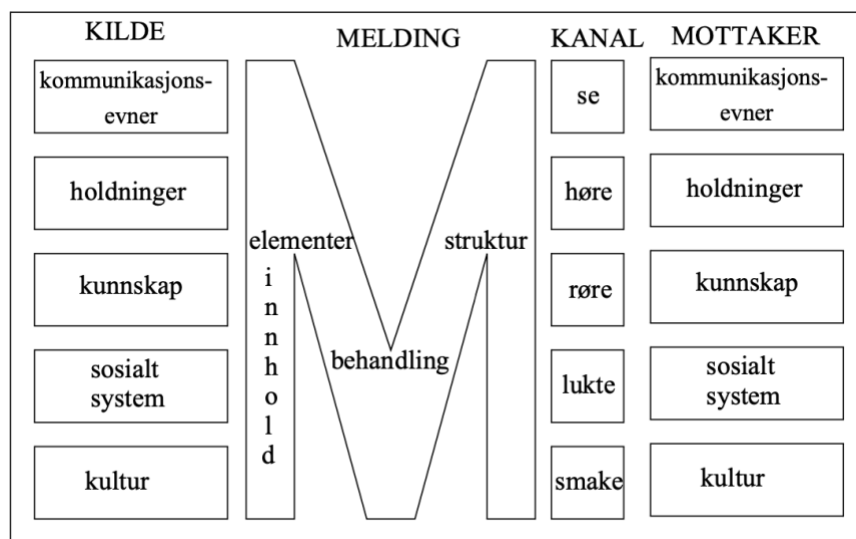 KILDE
kommunikasjons-
evner
holdninger
kunnskap
sosialt
system
kultur
MELDING
elementer
struktur
innhold
behandling
KANAL
se
høre
røre
lukte
smake
MOTTAKER
kommunikasjons-
evner
holdninger
kunnskap
sosialt
system
kultur